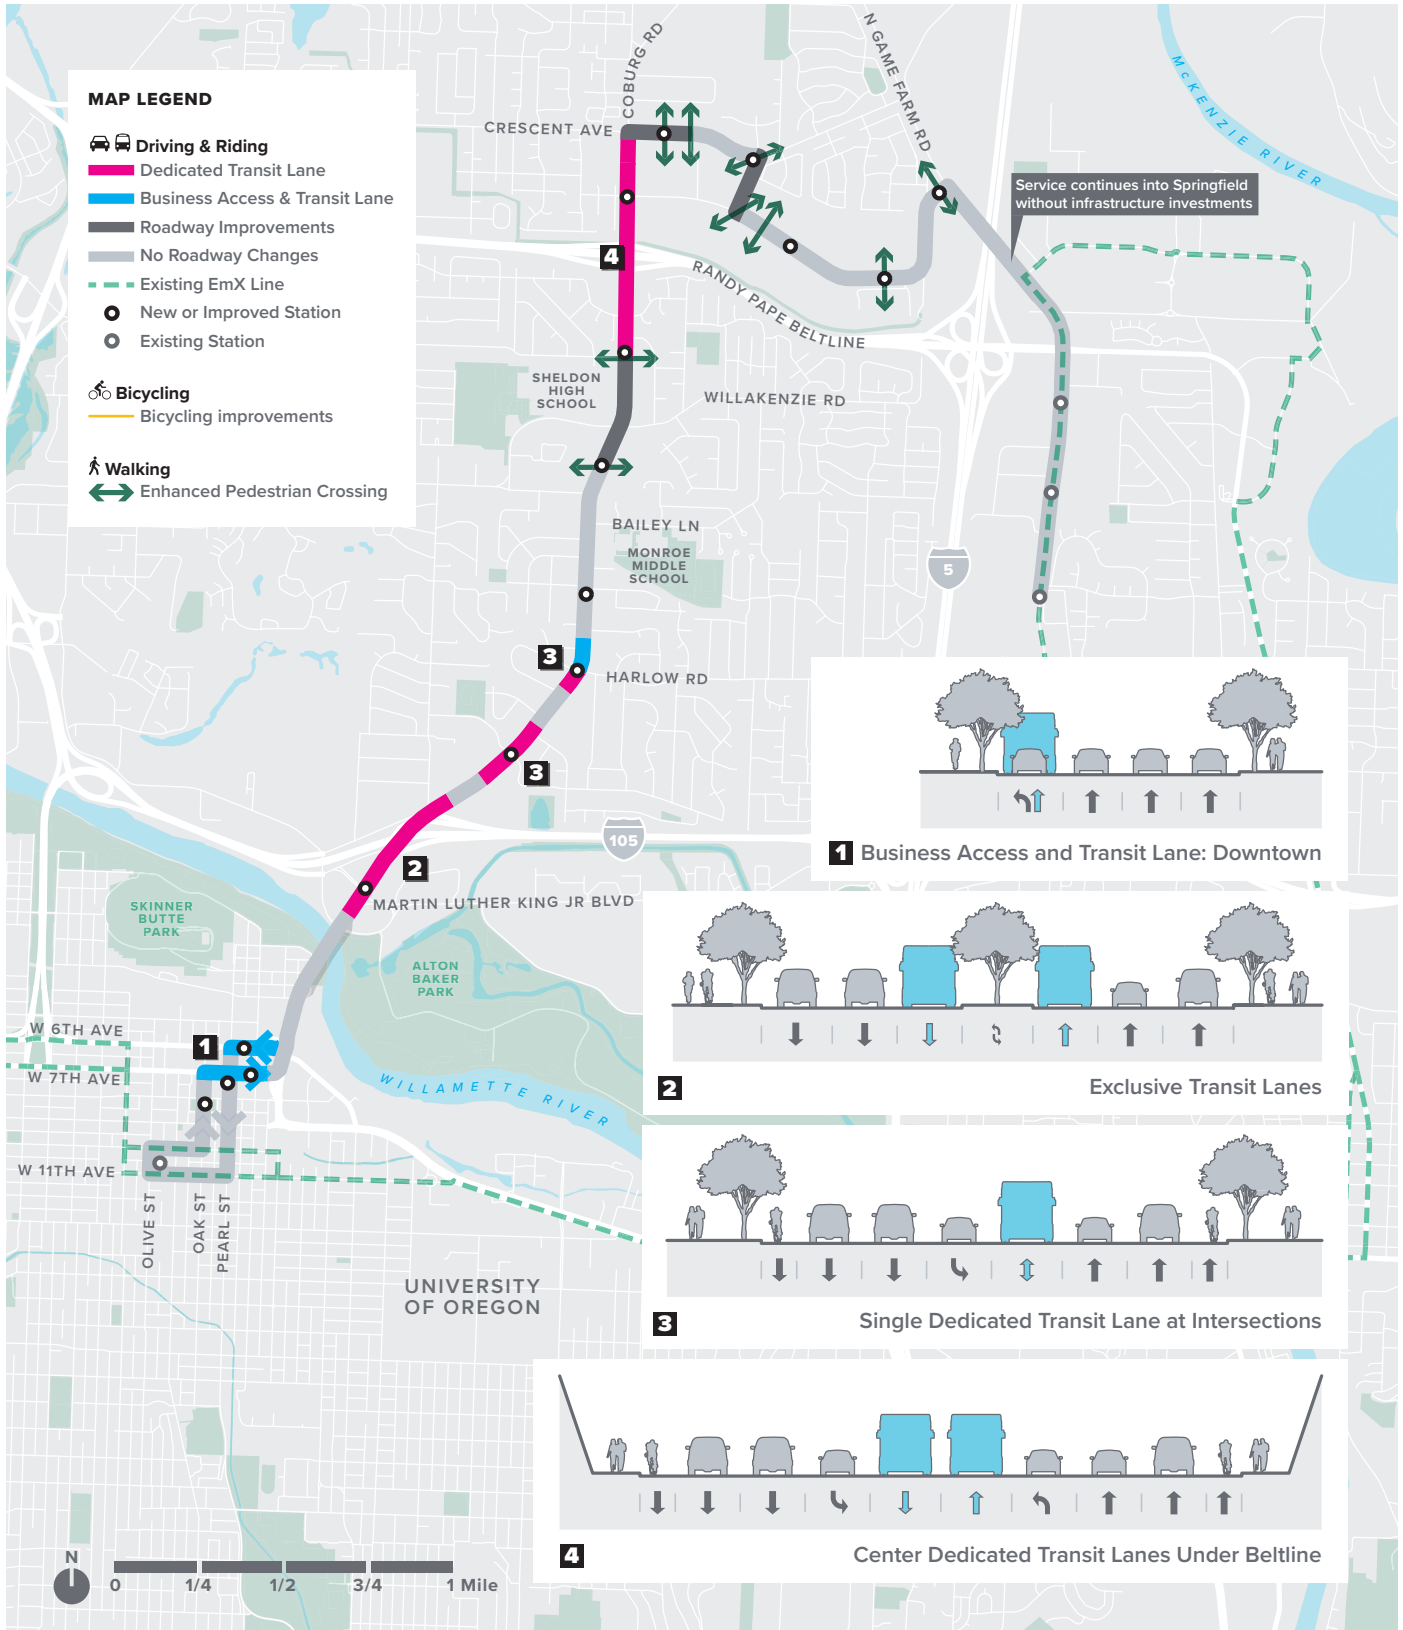 MAP LEGEND
Driving & Riding
Dedicated Transit Lane
Business Access & Transit Lane
Roadway Improvements
No Roadway Changes
Existing EmX Line
New or Improved Station
Existing Station
Bicycling
Bicycling improvements
Walking
Enhanced Pedestrian Crossing
COBURG RD
CRESCENT AVE
N GAME FARM RD
McKENZIE RIVER
Service continues into Springfield
without infrastructure investments
4
RANDY PAPE BELTLINE
SHELDON
HIGH
SCHOOL
WILLAKENZIE RD
BAILEY LN
MONROE
MIDDLE
SCHOOL
5
3
HARLOW RD
3
105
2
MARTIN LUTHER KING JR BLVD
SKINNER
BUTTE
PARK
ALTON
BAKER
PARK
W 6TH AVE
1
W 7TH AVE
WILLAMETTE RIVER
W 11TH AVE
OLIVE ST
OAK ST
PEARL ST
UNIVERSITY
OF OREGON
1 Business Access and Transit Lane: Downtown
2 Exclusive Transit Lanes
3 Single Dedicated Transit Lane at Intersections
4 Center Dedicated Transit Lanes Under Beltline
N
0 1/4 1/2 3/4 1 Mile